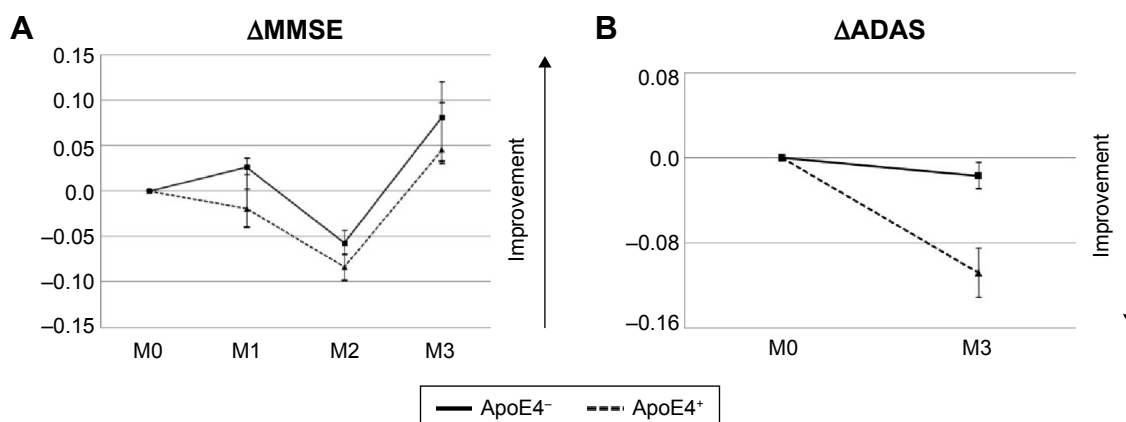 A
ΔMMSE
0.15
0.10
0.05
0.0
–0.05
–0.10
–0.15
M0 M1 M2 M3
Improvement
B
ΔADAS
0.08
0.0
–0.08
–0.16
M0 M3
Improvement
ApoE4⁻ ApoE4⁺